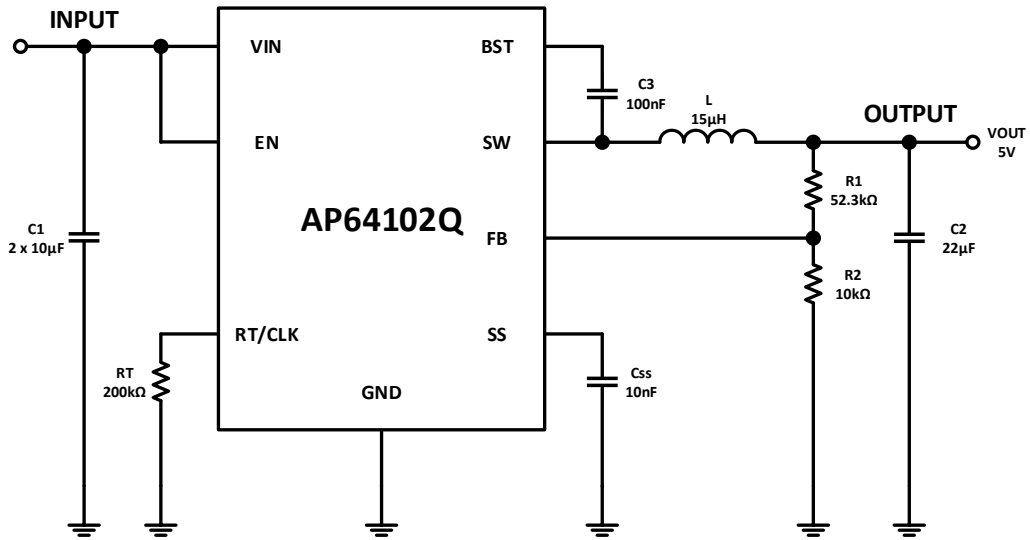 INPUT
VIN
BST
C3
100nF
L
15µH
OUTPUT
VOUT
5V
EN
SW
R1
52.3kΩ
AP64102Q
C1
2 x 10µF
FB
C2
22µF
R2
10kΩ
RT/CLK
SS
RT
200kΩ
Css
10nF
GND